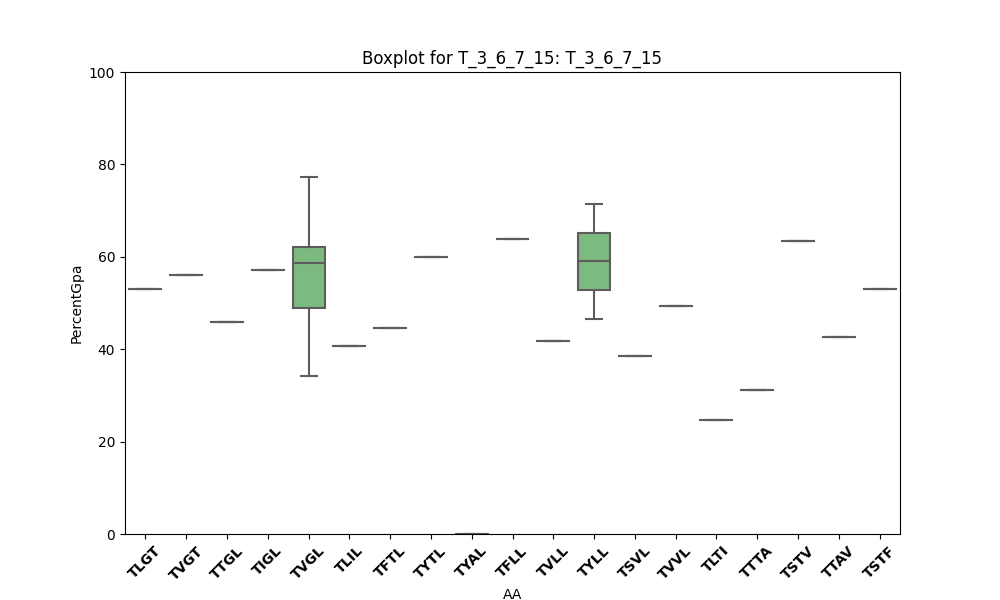 Boxplot for T_3_6_7_15: T_3_6_7_15
PercentGpa
100
80
60
40
20
0
TLGT TVGT TTGL TIGL TVGL TLIL TFTL TYTL TYAL TFLL TVLL TYLL TSVL TVVL TLTI TTTA TSTV TTAV TSTF
AA